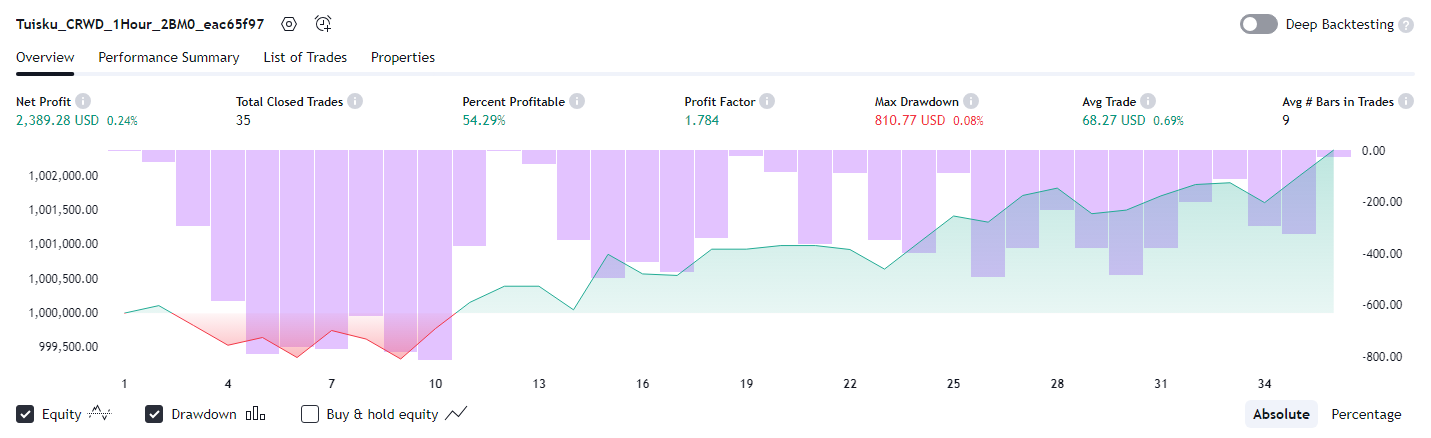 Tuisku_CRWD_1Hour_2BM0_eac65f97
Deep Backtesting ?
Overview Performance Summary List of Trades Properties
Net Profit Total Closed Trades Percent Profitable Profit Factor Max Drawdown Avg Trade Avg # Bars in Trades
2,389.28 USD 0.24% 35 54.29% 1.784 810.77 USD 0.08% 68.27 USD 0.69% 9
0.00
1,002,000.00
1,001,500.00 -200.00
1,001,000.00
-400.00
1,000,500.00
-600.00
1,000,000.00
999,500.00
-800.00
1 4 7 10 13 16 19 22 25 28 31 34
Equity Drawdown Buy & hold equity Absolute Percentage